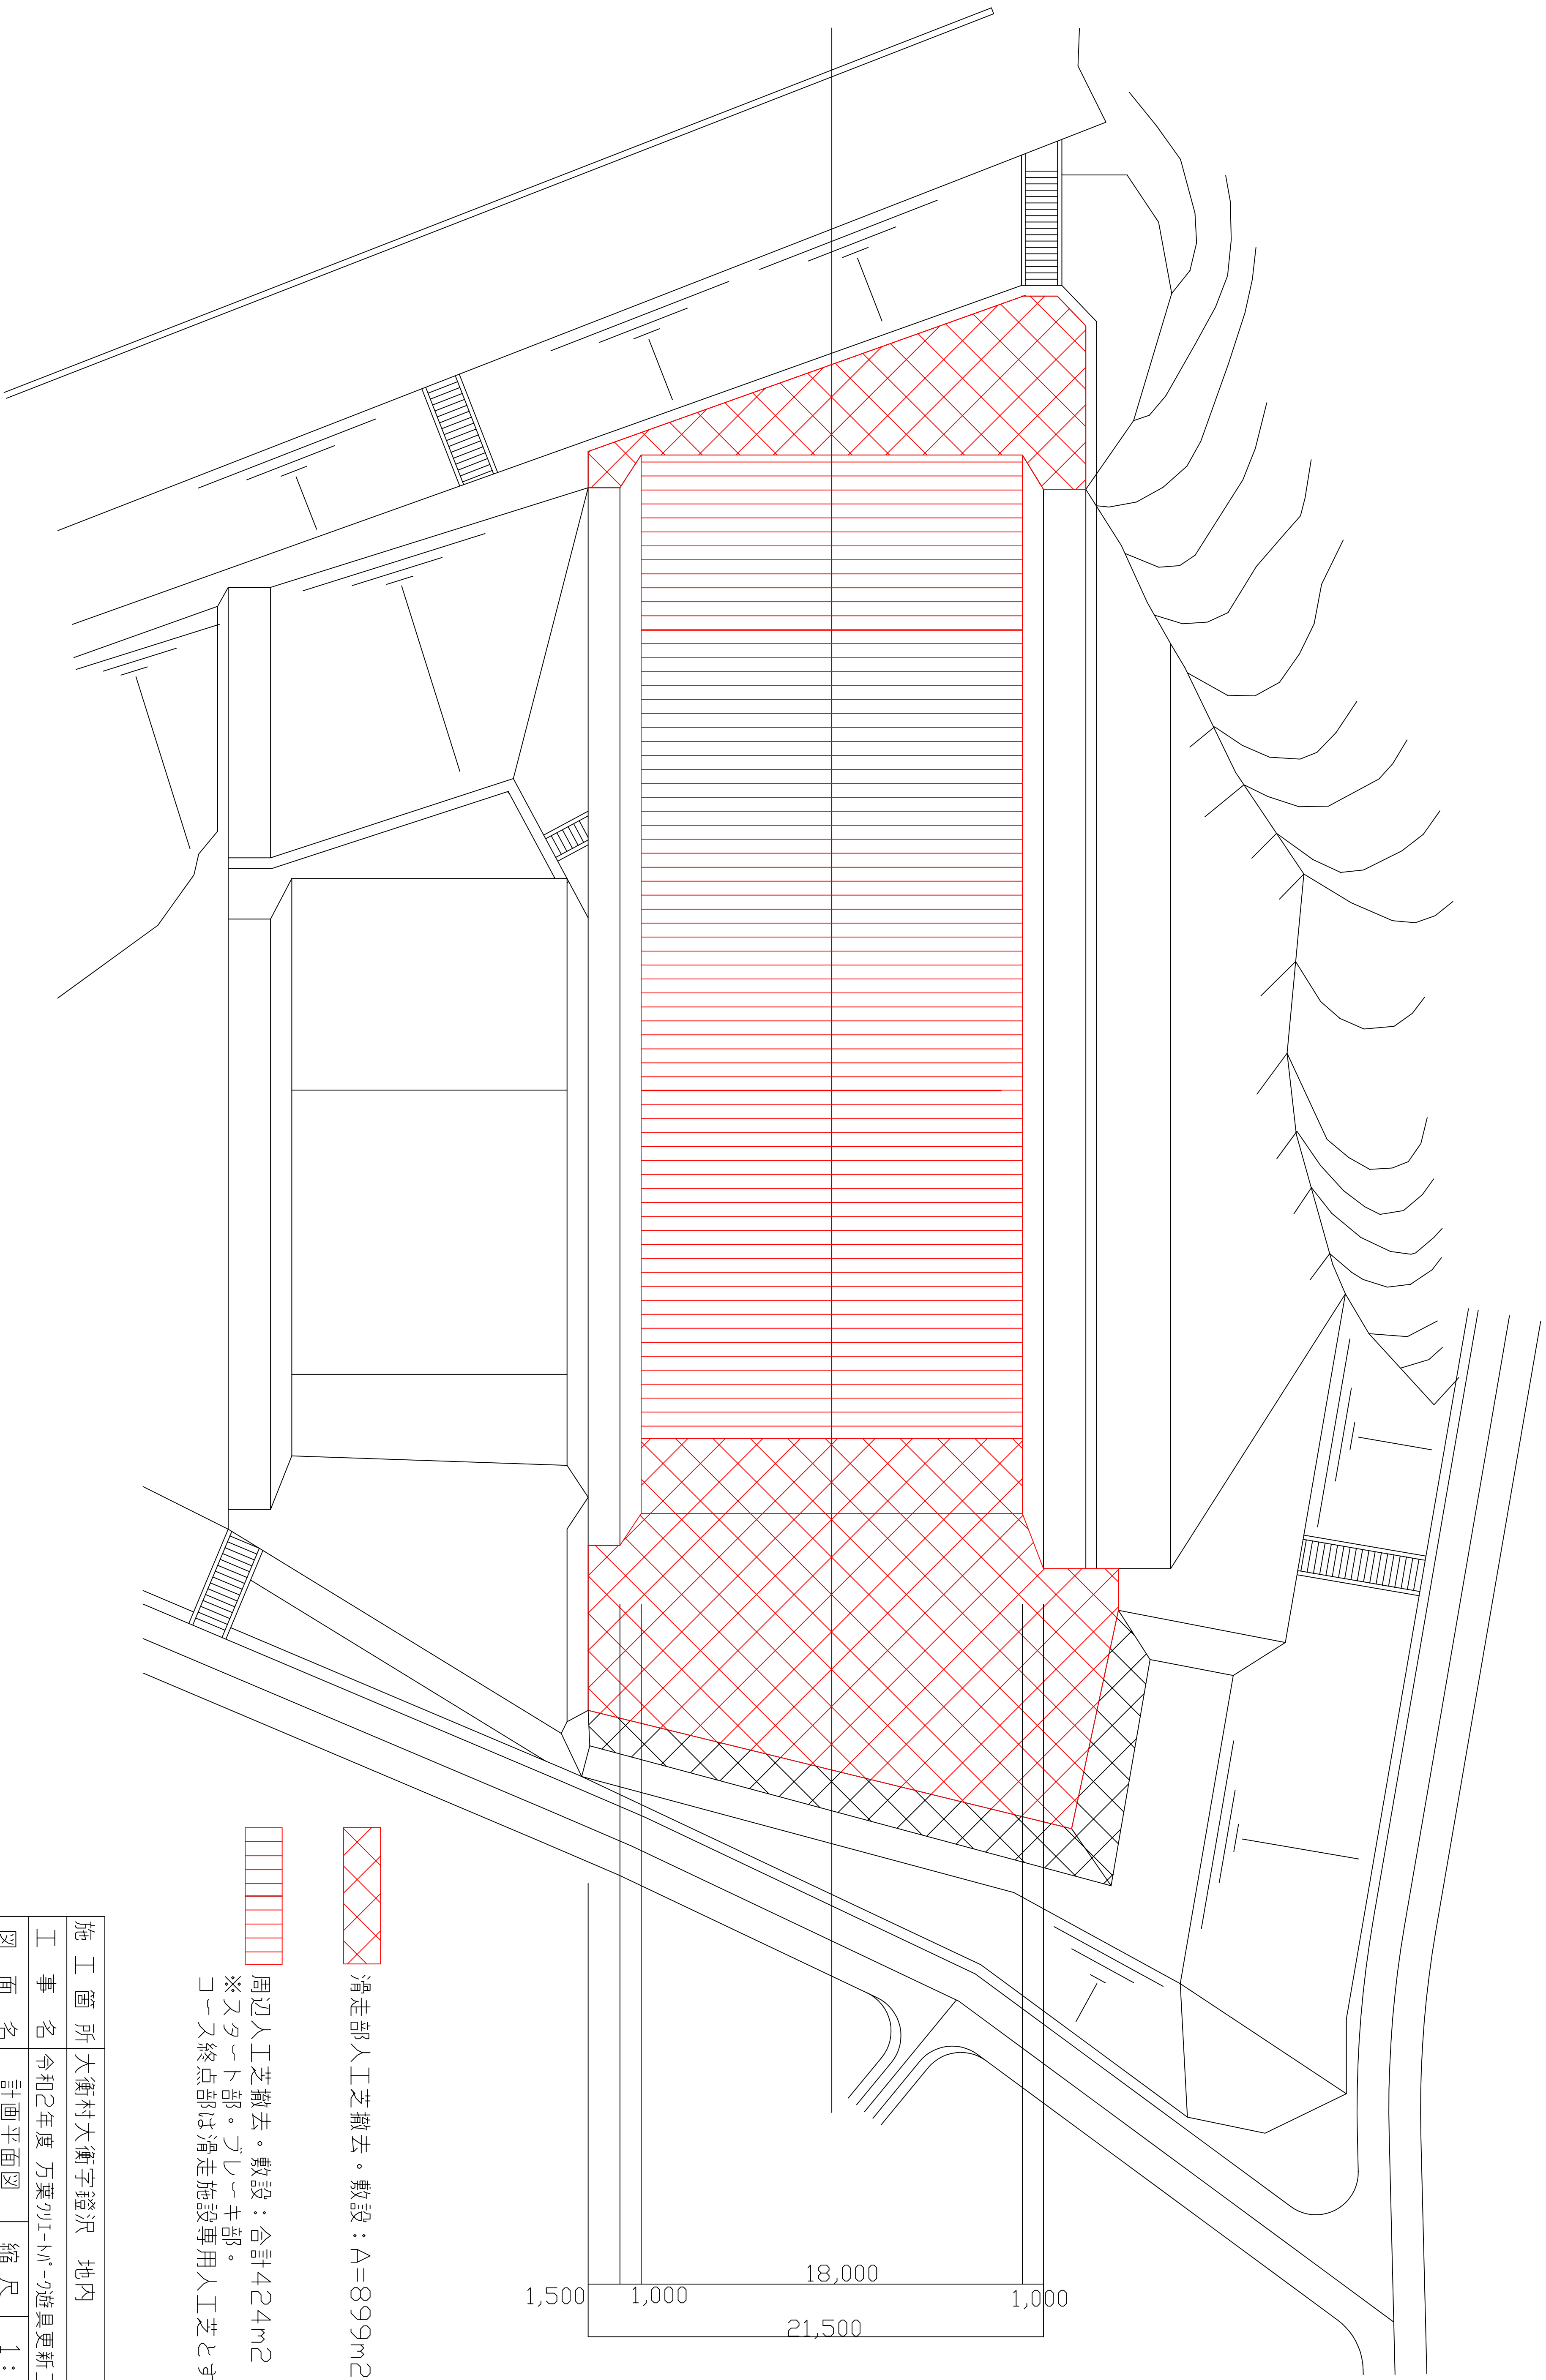 滑走部人工芝撤去・敷設：A=899m2
周辺人工芝撤去・敷設：合計424m2
※スタート部・ブレーキ部・
コース終点部は滑走施設専用人工芝とす
施 工 箇 所 大衡村大衡字鐙沢 地内
工 事 名 令和2年度 万葉クリエートパーク遊具更新
図 面 名 計画平面図 縮 尺 1：
18,000
1,500
1,000
1,000
21,500